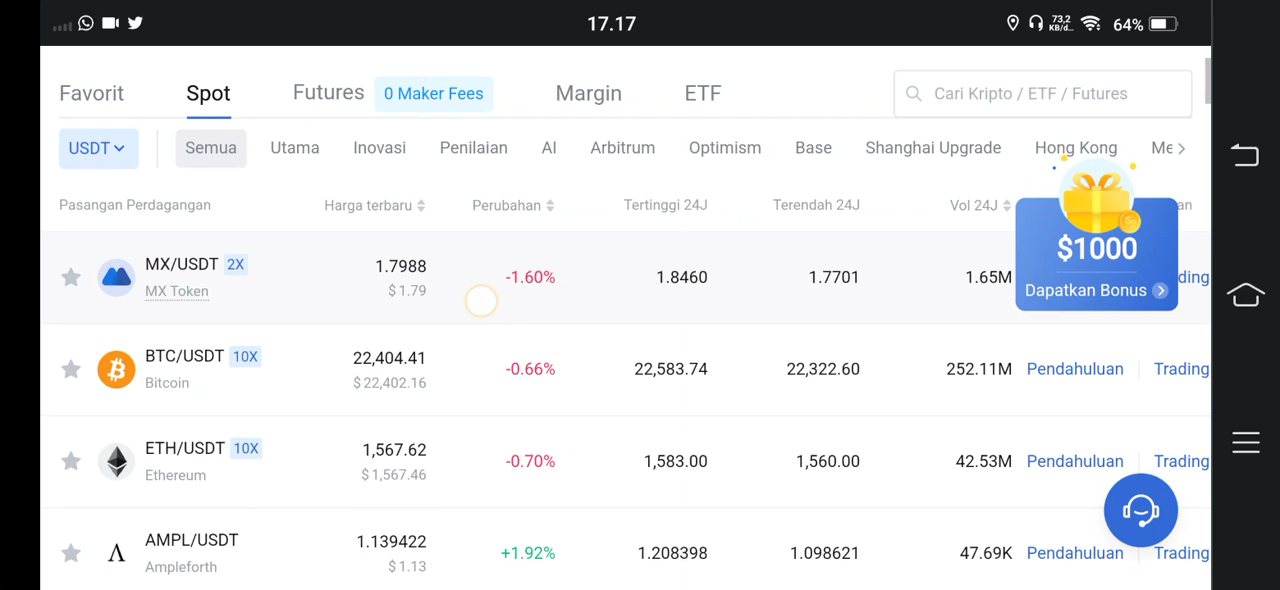 17.17
73,2
KB/d...
64%
Favorit
Spot
Futures
0 Maker Fees
Margin
ETF
Cari Kripto / ETF / Futures
USDT
Semua
Utama
Inovasi
Penilaian
AI
Arbitrum
Optimism
Base
Shanghai Upgrade
Hong Kong
Me
Pasangan Perdagangan
Harga terbaru
Perubahan
Tertinggi 24J
Terendah 24J
Vol 24J
an
MX/USDT 2X
MX Token
1.7988
$ 1.79
-1.60%
1.8460
1.7701
1.65M
ding
$1000
Dapatkan Bonus
BTC/USDT 10X
Bitcoin
22,404.41
$ 22,402.16
-0.66%
22,583.74
22,322.60
252.11M
Pendahuluan
Trading
ETH/USDT 10X
Ethereum
1,567.62
$ 1,567.46
-0.70%
1,583.00
1,560.00
42.53M
Pendahuluan
Trading
AMPL/USDT
Ampleforth
1.139422
$ 1.13
+1.92%
1.208398
1.098621
47.69K
Pendahuluan
Trading